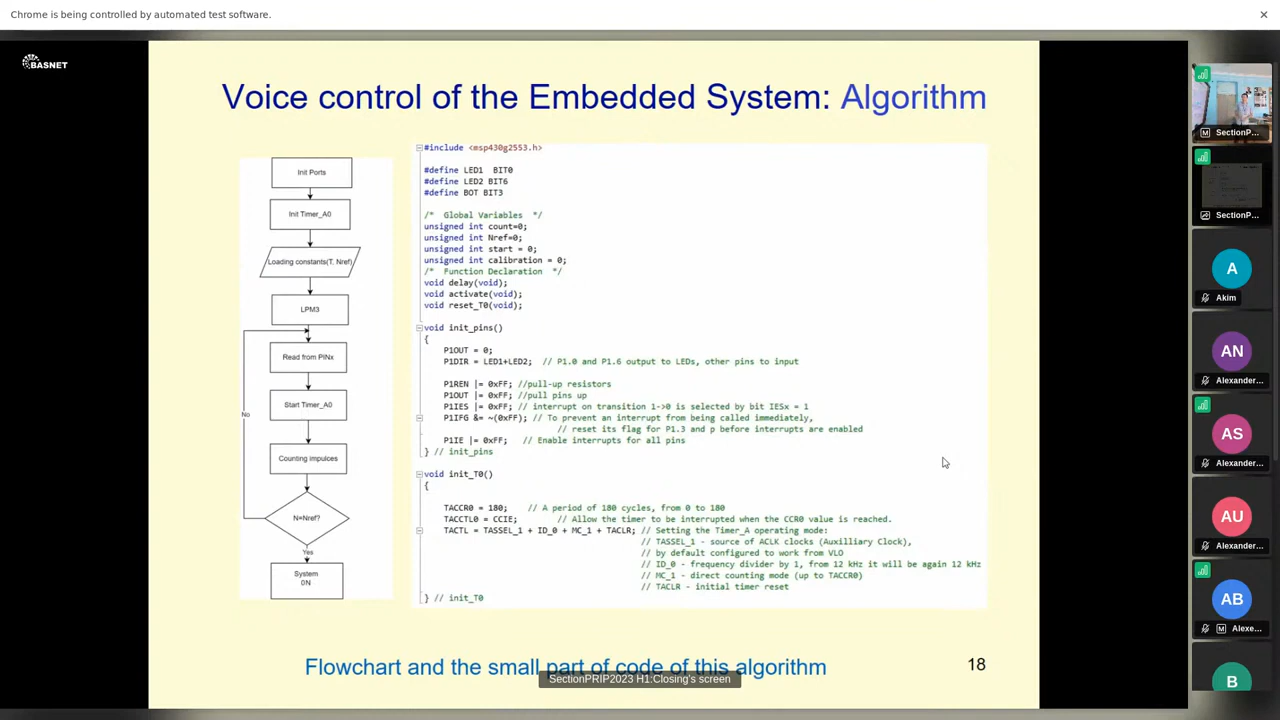 Chrome is being controlled by automated test software.
BASNET
Voice control of the Embedded System: Algorithm
Init Ports
Init Timer_A0
Loading constants(T; Nref)
LPM3
Read from PINx
Start Timer_A0
Counting impulces
N=Nref?
No
Yes
System
0N
#include <msp430g2553.h>
#define LED1 BIT0
#define LED2 BIT6
#define BOT BIT3
/* Global Variables */
unsigned int count=0;
unsigned int Nref=0;
unsigned int start = 0;
unsigned int calibration = 0;
/* Function Declaration */
void delay(void);
void activate(void);
void reset_T0(void);
void init_pins()
{
P1OUT = 0;
P1DIR = LED1+LED2; // P1.0 and P1.6 output to LEDs, other pins to input
P1REN |= 0xFF; //pull-up resistors
P1OUT |= 0xFF; //pull pins up
P1IES |= 0xFF; // interrupt on transition 1->0 is selected by bit IESx = 1
P1IFG &= ~(0xFF); // To prevent an interrupt from being called immediately,
// reset its flag for P1.3 and p before interrupts are enabled
P1IE |= 0xFF; // Enable interrupts for all pins
} // init_pins
void init_T0()
{
TACCR0 = 180; // A period of 180 cycles, from 0 to 180
TACCTL0 = CCIE; // Allow the timer to be interrupted when the CCR0 value is reached.
TACTL = TASSEL_1 + ID_0 + MC_1 + TACLR; // Setting the Timer_A operating mode:
// TASSEL_1 - source of ACLK clocks (Auxilliary Clock),
// by default configured to work from VLO
// ID_0 - frequency divider by 1, from 12 kHz it will be again 12 kHz
// MC_1 - direct counting mode (up to TACCR0)
// TACLR - initial timer reset
} // init_T0
Flowchart and the small part of code of this algorithm
18
SectionPRIP2023 H1:Closing's screen
SectionP...
SectionP...
A
Akim
AN
Alexander...
AS
Alexander...
AU
Alexander...
AB
Alexe...
B